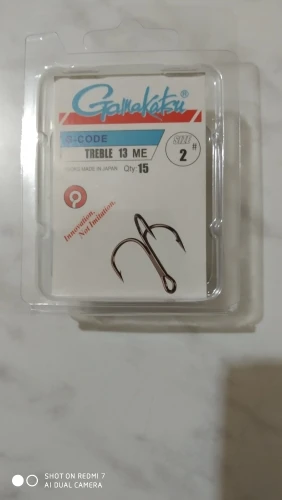 Gamakatsu
G-CODE
TREBLE 13 ME
MADE IN JAPAN Qty: 15
SIZE
2
Innovation,
Not Imitation.
SHOT ON REDMI 7
AI DUAL CAMERA